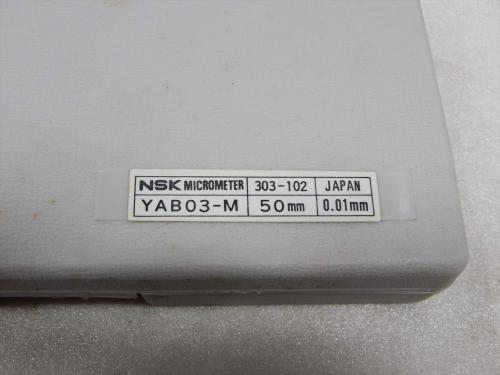 NSK MICROMETER 303-102 JAPAN
YAB03-M 50mm 0.01mm